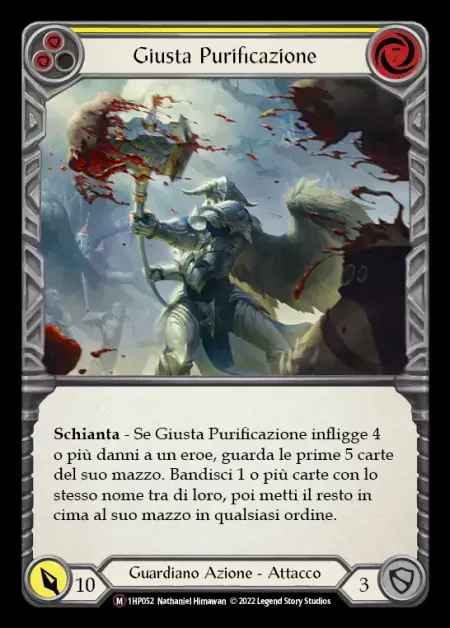 Giusta Purificazione
7
Schianta - Se Giusta Purificazione infligge 4
o più danni a un eroe, guarda le prime 5 carte
del suo mazzo. Bandisci 1 o più carte con lo
stesso nome tra di loro, poi metti il resto in
cima al suo mazzo in qualsiasi ordine.
10 Guardiano Azione - Attacco 3
M 1HP052 Nathaniel Himawan © 2022 Legend Story Studios